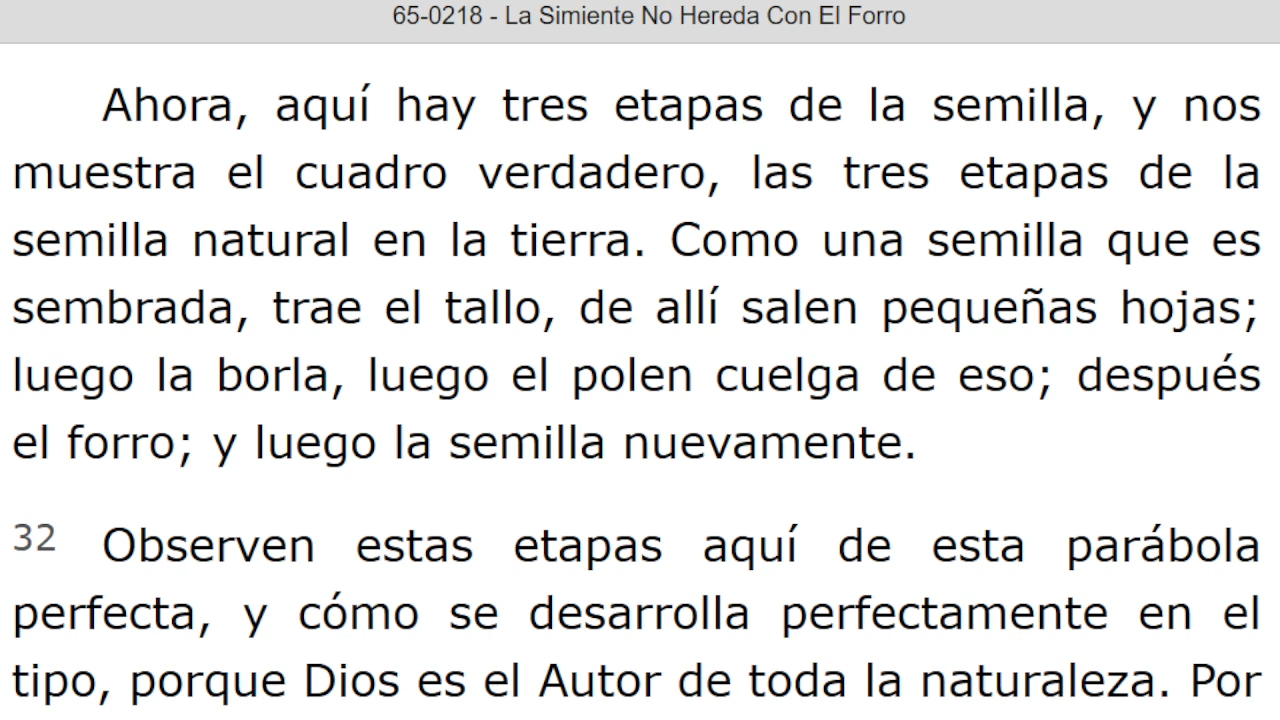 65-0218 - La Simiente No Hereda Con El Forro
Ahora, aquí hay tres etapas de la semilla, y nos
muestra el cuadro verdadero, las tres etapas de la
semilla natural en la tierra. Como una semilla que es
sembrada, trae el tallo, de allí salen pequeñas hojas;
luego la borla, luego el polen cuelga de eso; después
el forro; y luego la semilla nuevamente.
32 Observen estas etapas aquí de esta parábola
perfecta, y cómo se desarrolla perfectamente en el
tipo, porque Dios es el Autor de toda la naturaleza. Por